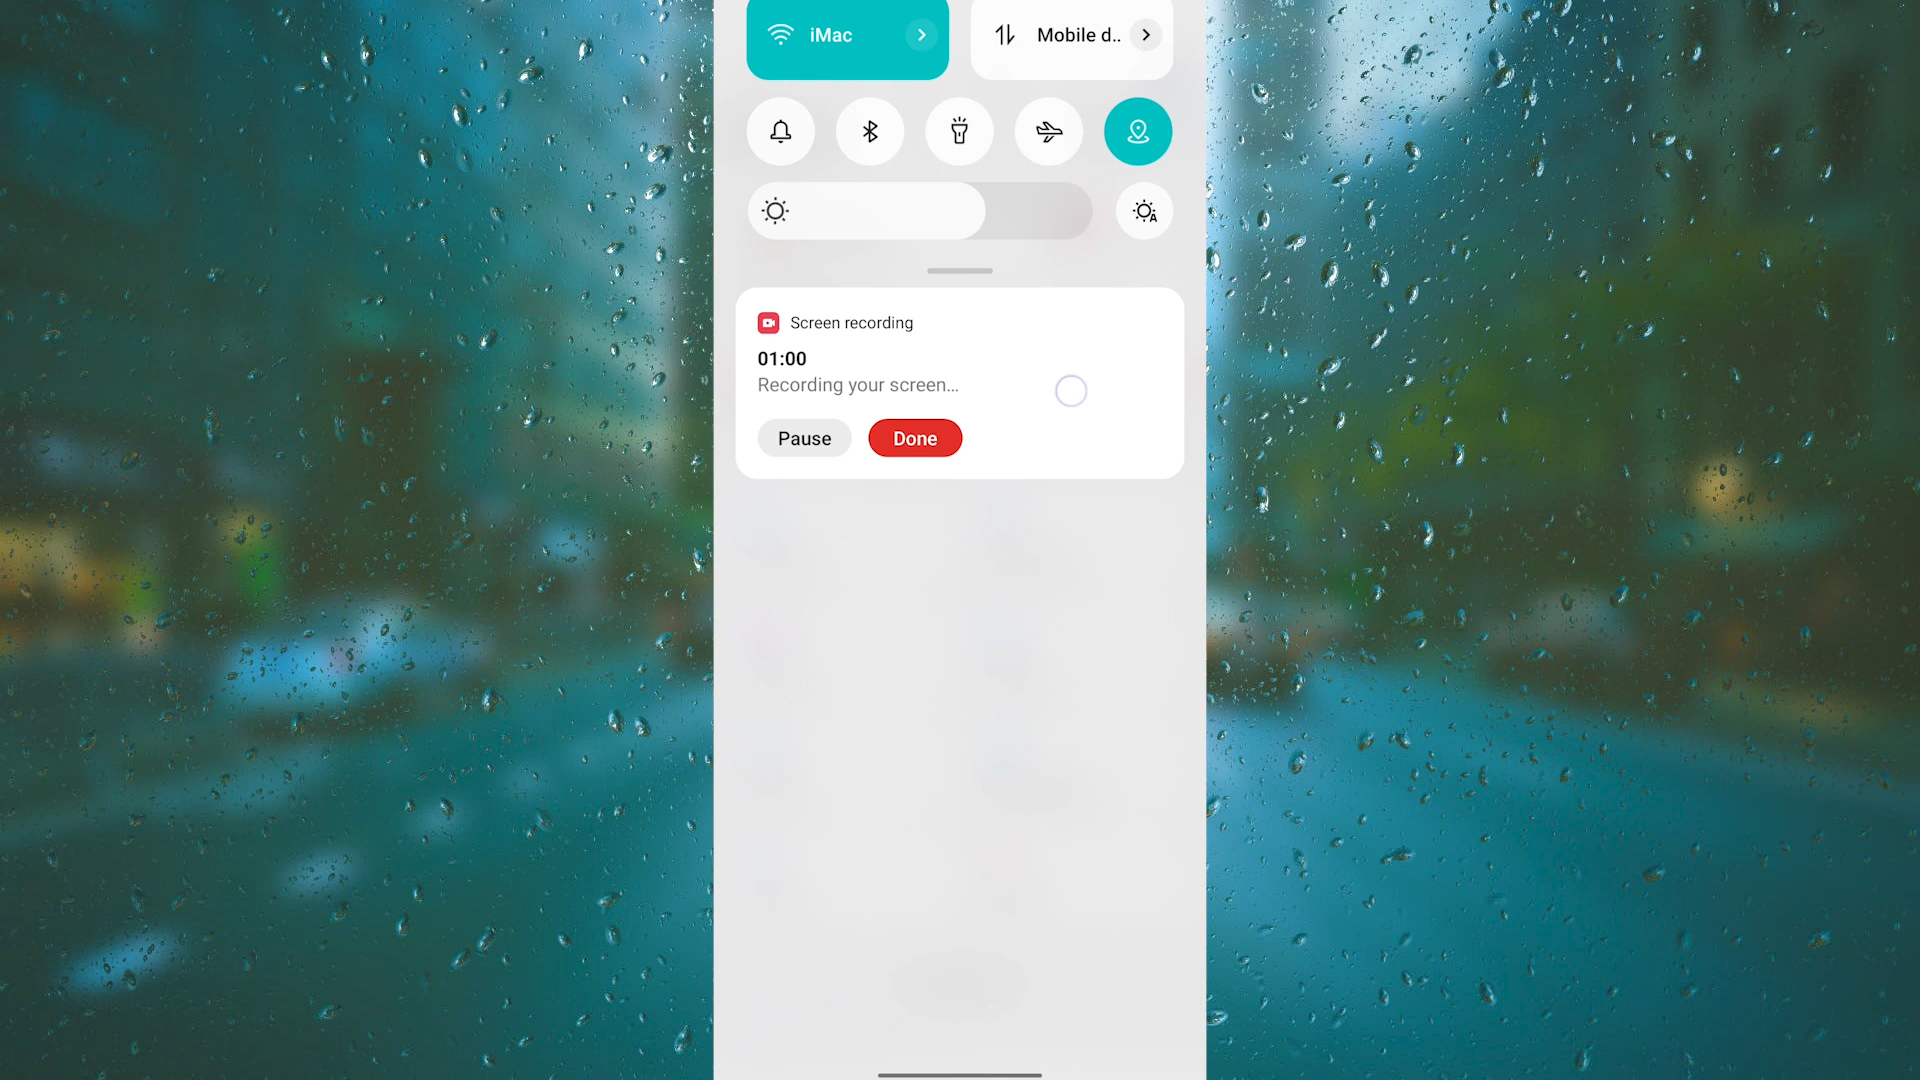 iMac
Mobile d..
Screen recording
01:00
Recording your screen...
Pause
Done